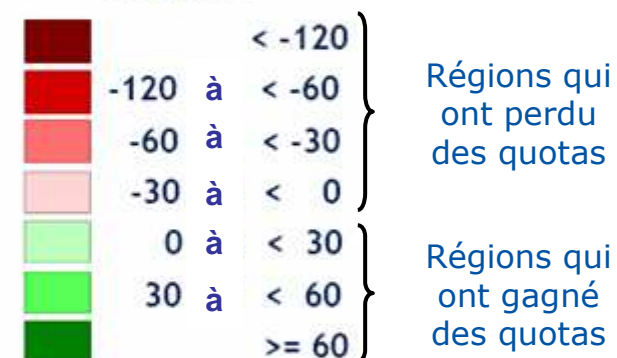 < -120
-120 à < -60
-60 à < -30
-30 à < 0
Régions qui
ont perdu
des quotas
0 à < 30
30 à < 60
>= 60
Régions qui
ont gagné
des quotas